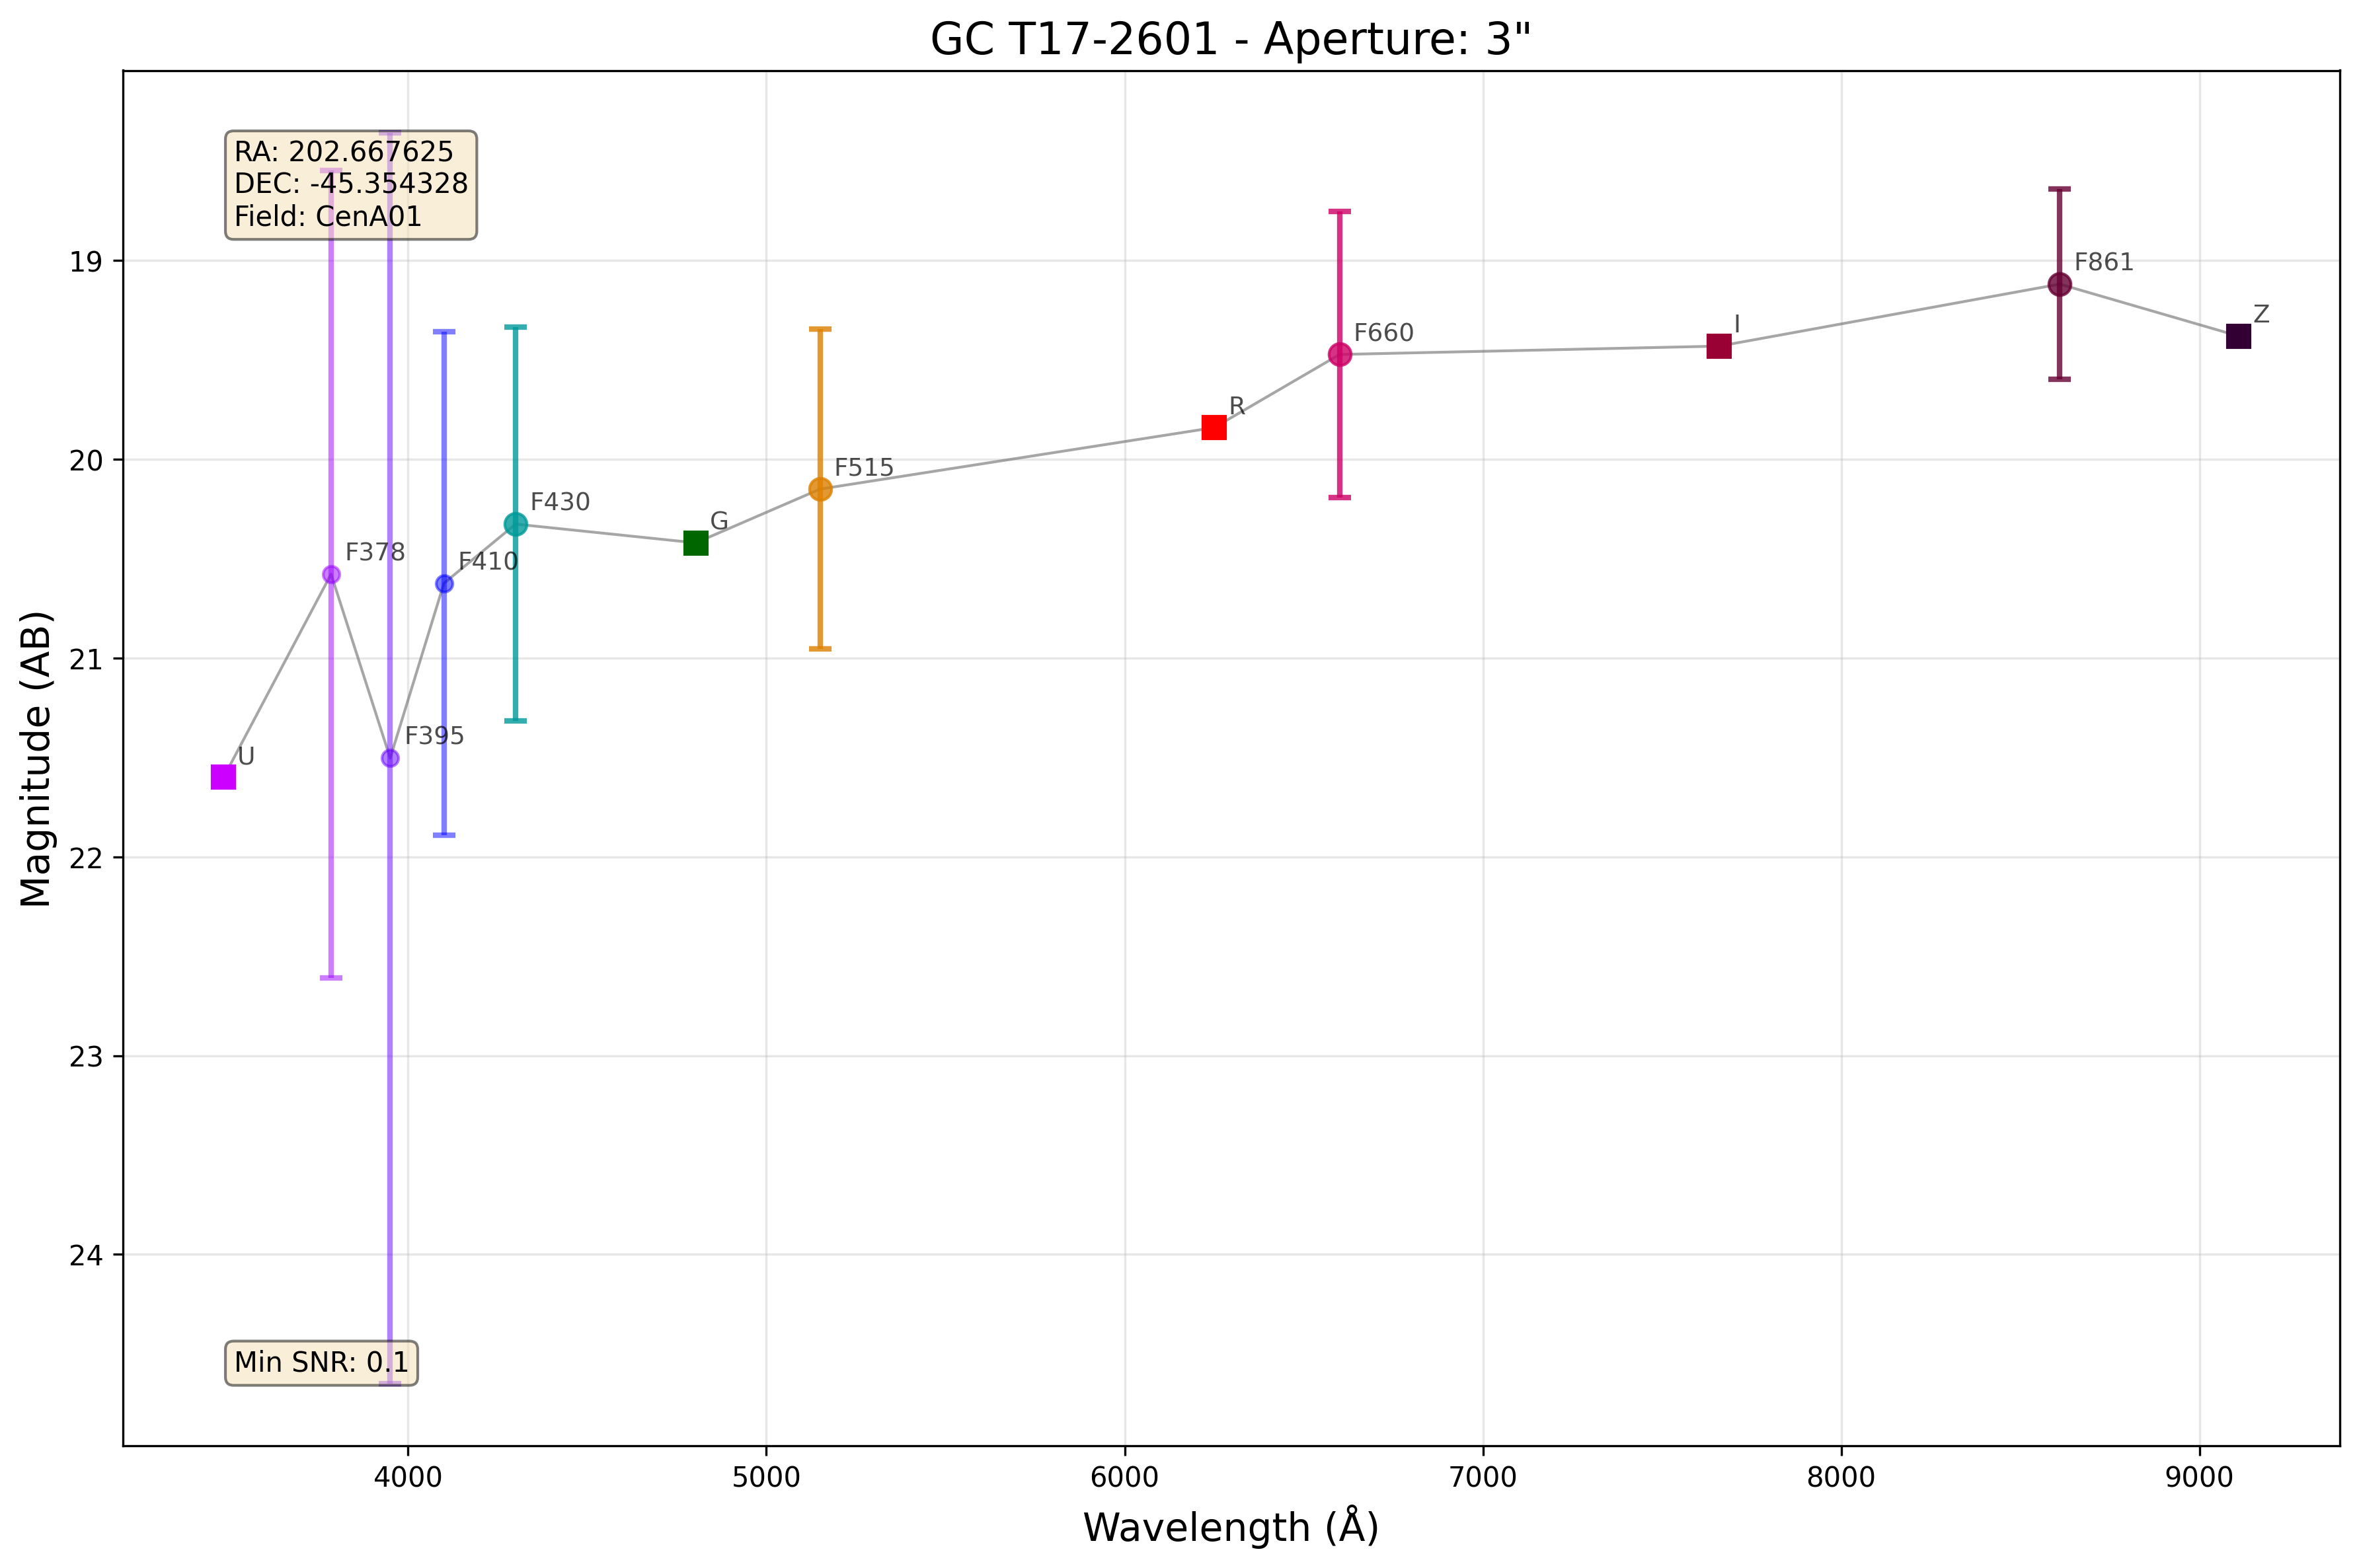 GC T17-2601 - Aperture: 3"
RA: 202.667625
DEC: -45.354328
Field: CenA01
Magnitude (AB)
19
20
21
22
23
24
U
F378
F395
F410
F430
G
F515
R
F660
I
F861
Z
Min SNR: 0.1
4000
5000
6000
7000
8000
9000
Wavelength (Å)